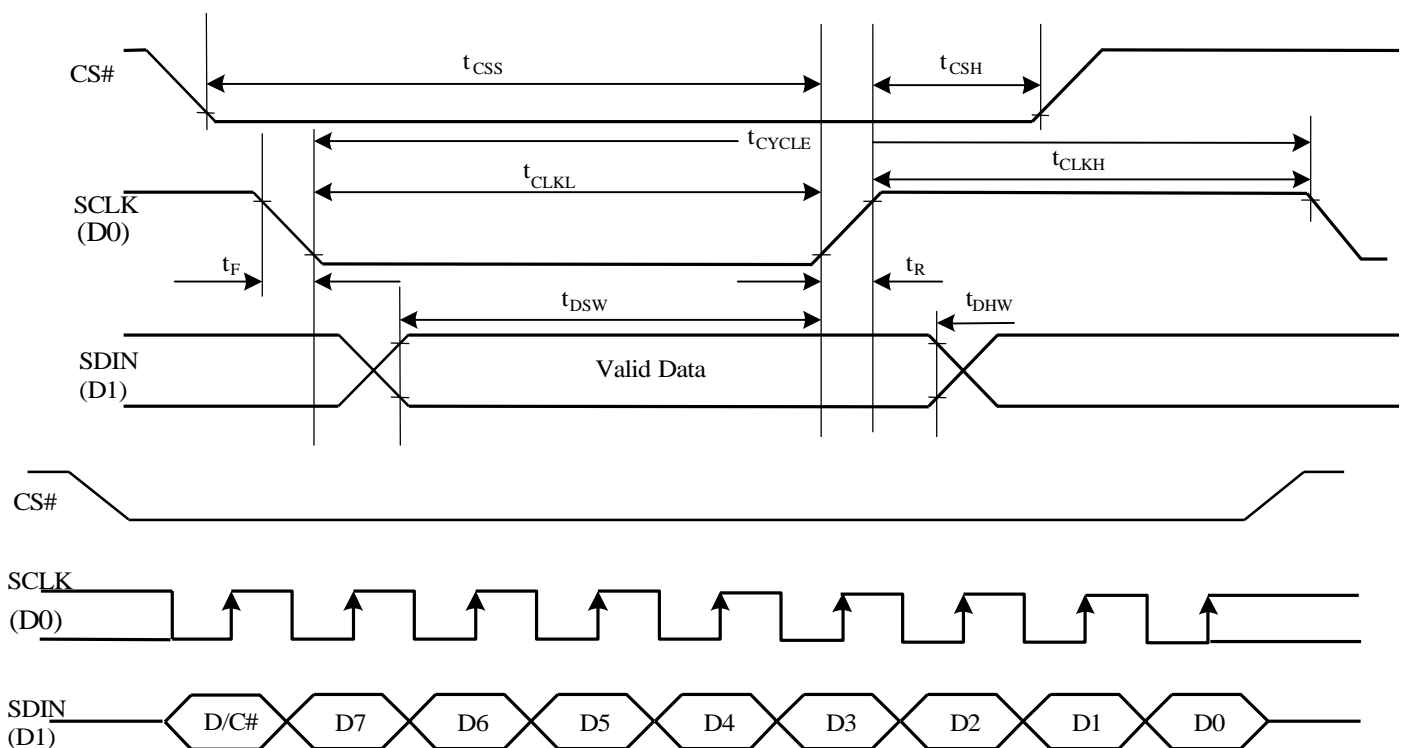 CS#
tCSS
tCSH
tCYCLE
tCLKL
tCLKH
SCLK
(D0)
tF
tR
tDSW
tDHW
SDIN
(D1)
Valid Data
CS#
SCLK
(D0)
SDIN
(D1)
D/C# D7 D6 D5 D4 D3 D2 D1 D0